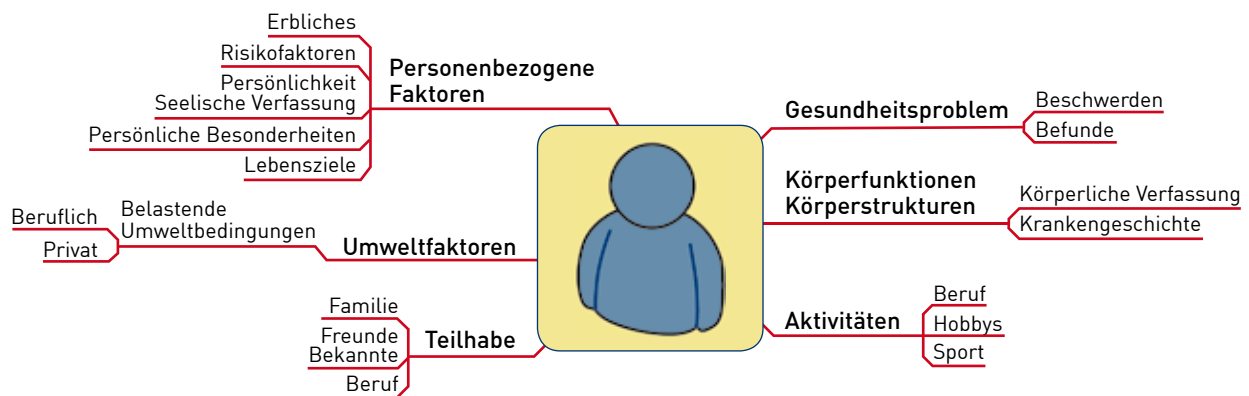 Erbliches
Risikofaktoren
Persönlichkeit
Seelische Verfassung
Persönliche Besonderheiten
Lebensziele
Personenbezogene
Faktoren
Beruflich
Privat
Belastende
Umweltbedingungen
Umweltfaktoren
Familie
Freunde
Bekannte
Beruf
Teilhabe
Gesundheitsproblem
Beschwerden
Befunde
Körperfunktionen
Körperstrukturen
Körperliche Verfassung
Krankengeschichte
Aktivitäten
Beruf
Hobbys
Sport